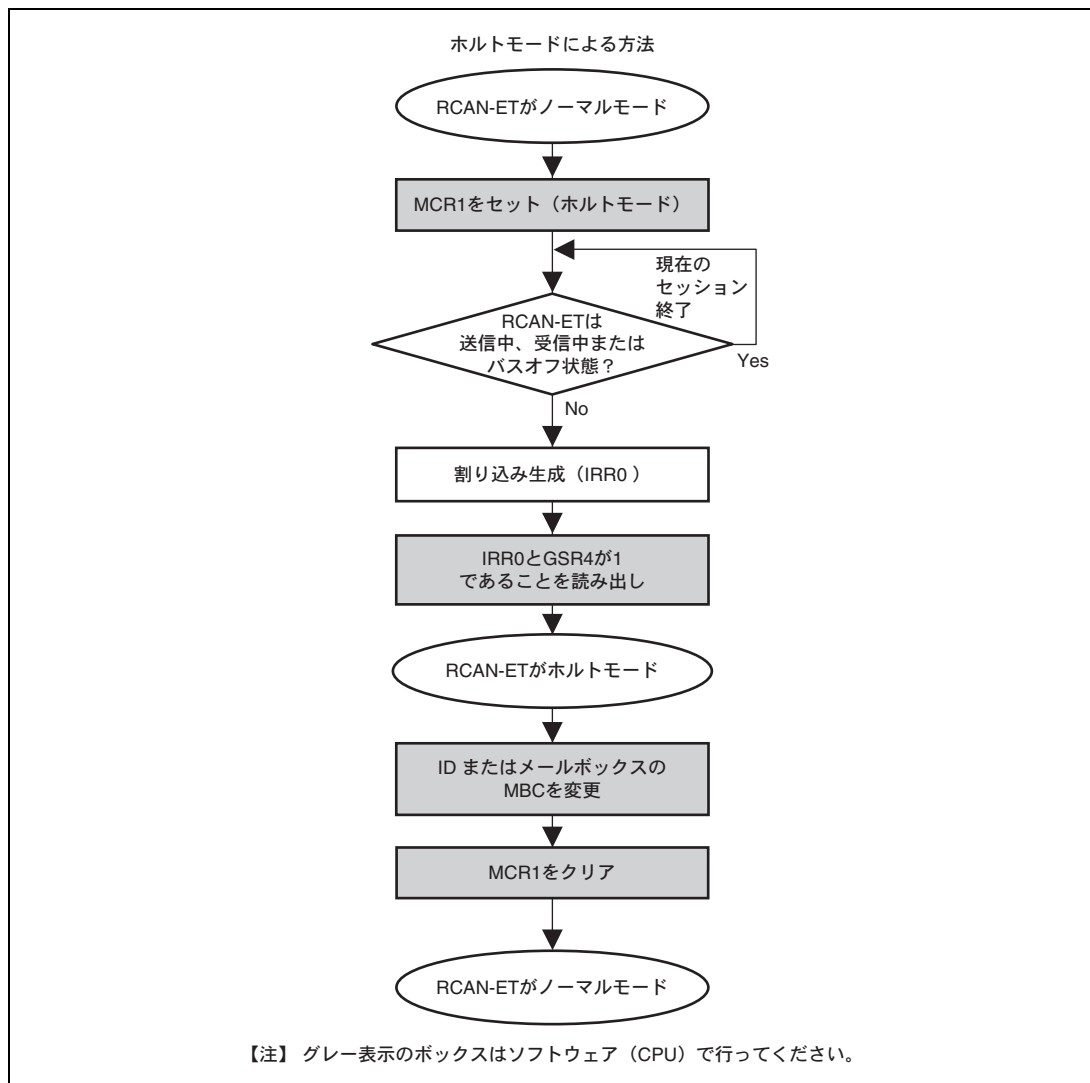 ホルトモードによる方法
RCAN-ETがノーマルモード
MCR1をセット（ホルトモード）
現在の
セッション
終了
RCAN-ETは
送信中、受信中または
バスオフ状態？
Yes
No
割り込み生成（IRR0 ）
IRR0とGSR4が1
であることを読み出し
RCAN-ETがホルトモード
ID またはメールボックスの
MBCを変更
MCR1をクリア
RCAN-ETがノーマルモード
【注】 グレー表示のボックスはソフトウェア（CPU）で行ってください。